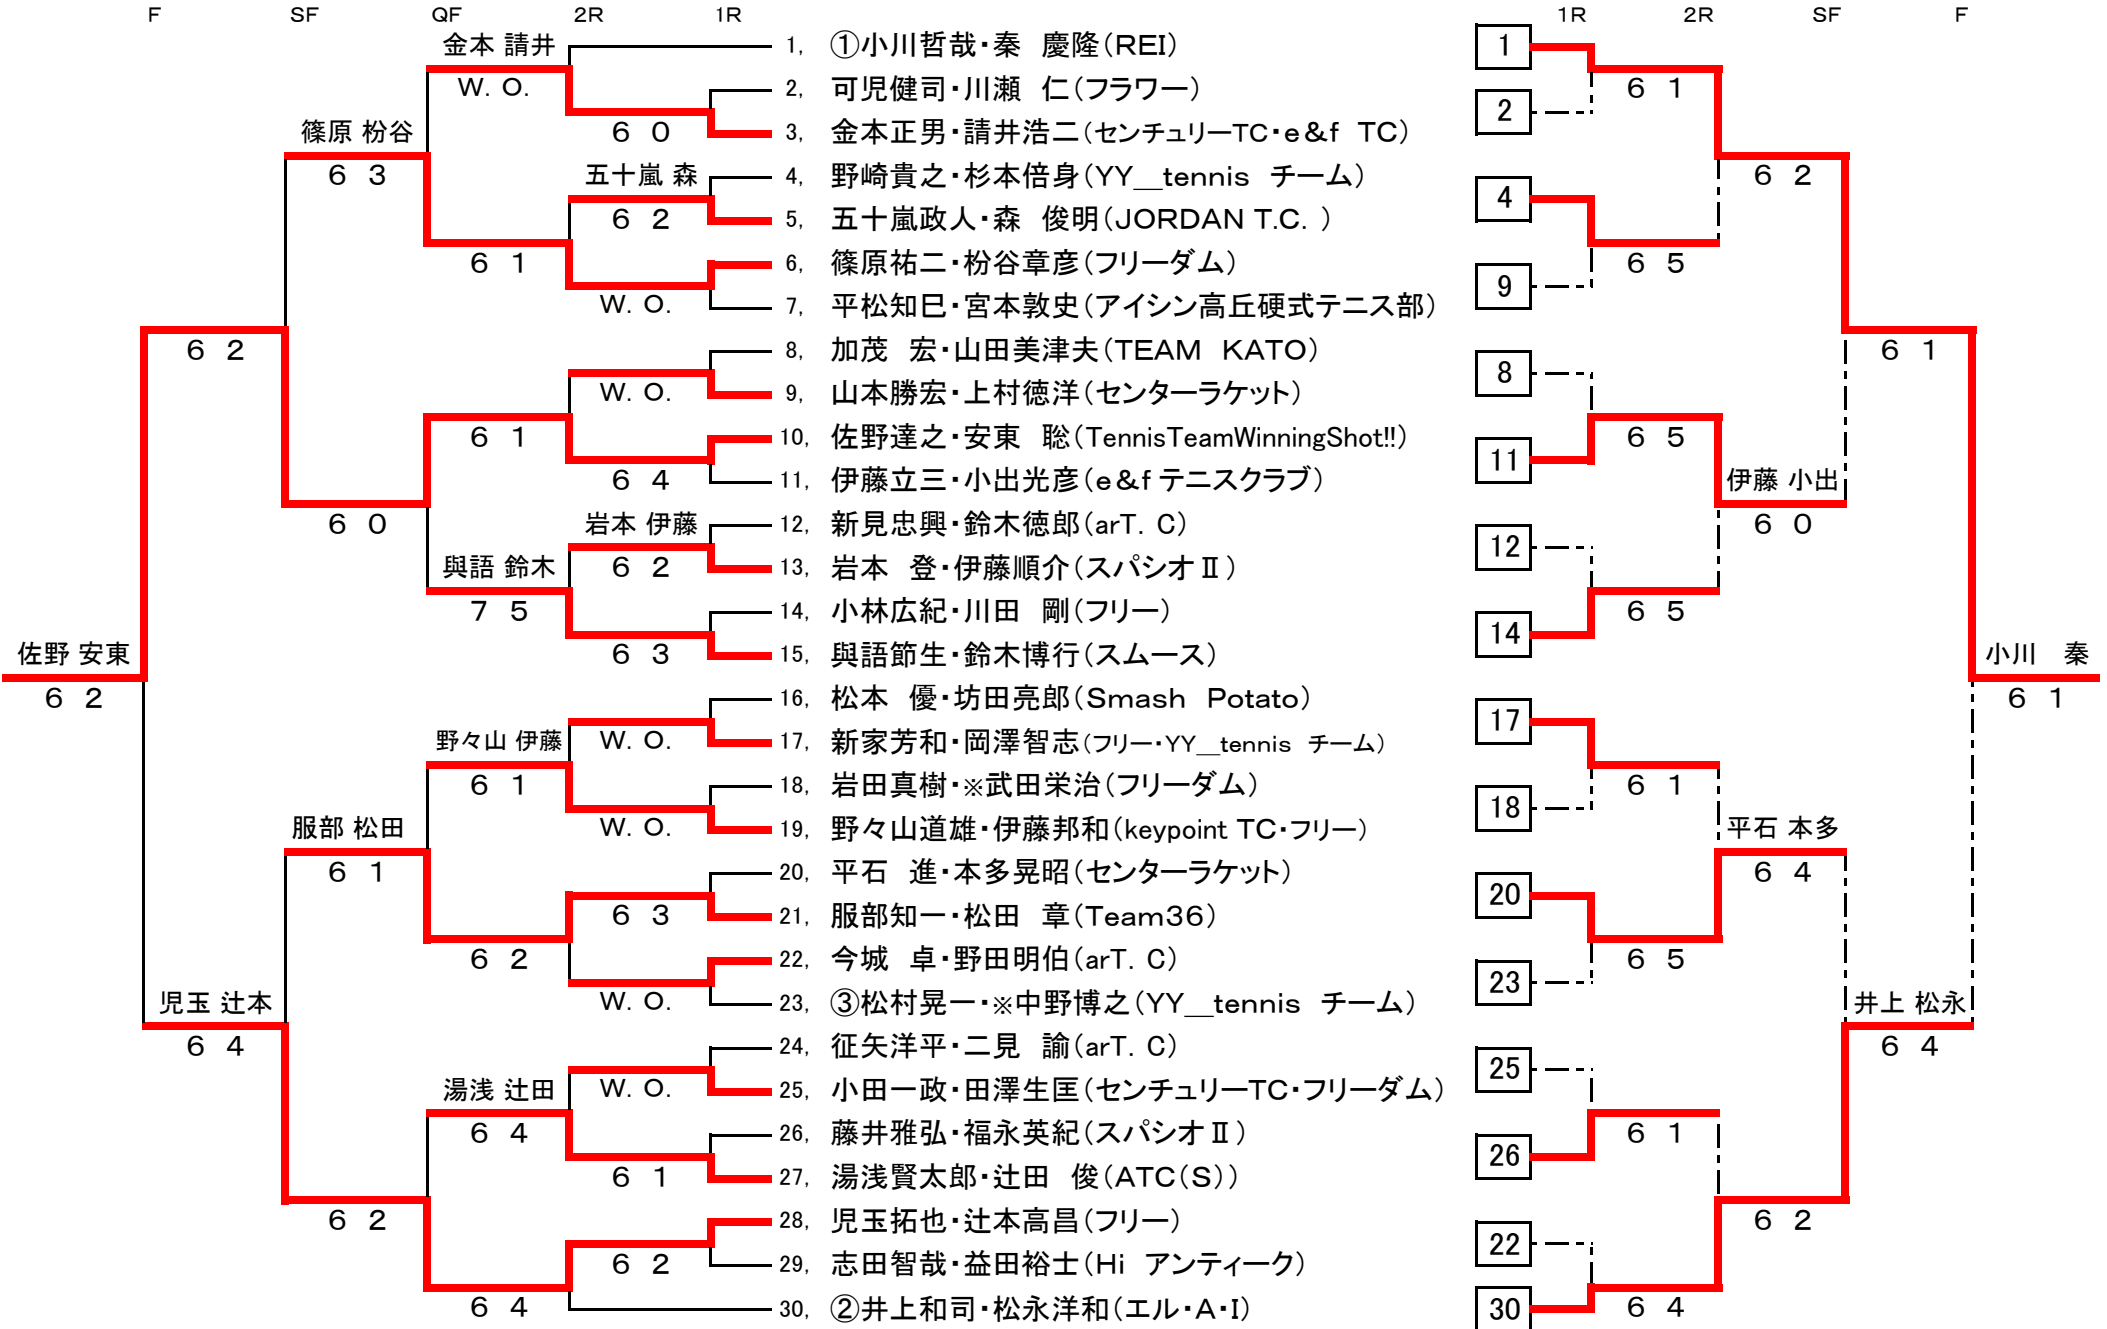 F SF QF 2R 1R 1R 2R SF F
金本 請井 1, ①小川哲哉・秦　慶隆(REI) 1
W. O. 2, 可児健司・川瀬　仁(フラワー) 6 1
2
篠原 枌谷 6 0 3, 金本正男・請井浩二(センチュリーTC・e&f TC)
6 3 五十嵐 森 4, 野崎貴之・杉本倍身(YY__tennis チーム) 6 2
4
6 2 5, 五十嵐政人・森　俊明(JORDAN T.C. )
6 1 6, 篠原祐二・枌谷章彦(フリーダム) 6 5
9
W. O. 7, 平松知巳・宮本敦史(アイシン高丘硬式テニス部)
6 2 8, 加茂　宏・山田美津夫(TEAM KATO) 6 1
8
W. O. 9, 山本勝宏・上村徳洋(センターラケット)
6 1 10, 佐野達之・安東　聡(TennisTeamWinningShot!!) 6 5
11
6 4 11, 伊藤立三・小出光彦(e&fテニスクラブ) 伊藤 小出
6 0 岩本 伊藤 12, 新見忠興・鈴木徳郎(arT. C) 6 0
12
與語 鈴木 6 2 13, 岩本　登・伊藤順介(スパシオⅡ)
7 5 14, 小林広紀・川田　剛(フリー) 6 5
14
佐野 安東 6 3 15, 與語節生・鈴木博行(スムース) 小川　秦
6 2 16, 松本　優・坊田亮郎(Smash Potato) 6 1
17
野々山 伊藤 W. O. 17, 新家芳和・岡澤智志(フリー・YY__tennis チーム)
6 1 18, 岩田真樹・※武田栄治(フリーダム) 6 1
18
服部 松田 W. O. 19, 野々山道雄・伊藤邦和(keypoint TC・フリー) 平石 本多
6 1 20, 平石　進・本多晃昭(センターラケット) 6 4
20
6 3 21, 服部知一・松田　章(Team36)
6 2 22, 今城　卓・野田明伯(arT. C) 6 5
23
児玉 辻本 W. O. 23, ③松村晃一・※中野博之(YY__tennis チーム) 井上 松永
6 4 24, 征矢洋平・二見　諭(arT. C) 6 4
25
湯浅 辻田 W. O. 25, 小田一政・田澤生匡(センチュリーTC・フリーダム)
6 4 26, 藤井雅弘・福永英紀(スパシオⅡ) 6 1
26
6 1 27, 湯浅賢太郎・辻田　俊(ATC(S))
6 2 28, 児玉拓也・辻本高昌(フリー) 6 2
22
6 2 29, 志田智哉・益田裕士(Hi アンティーク)
6 4 30, ②井上和司・松永洋和(エル・A・I) 30 6 4